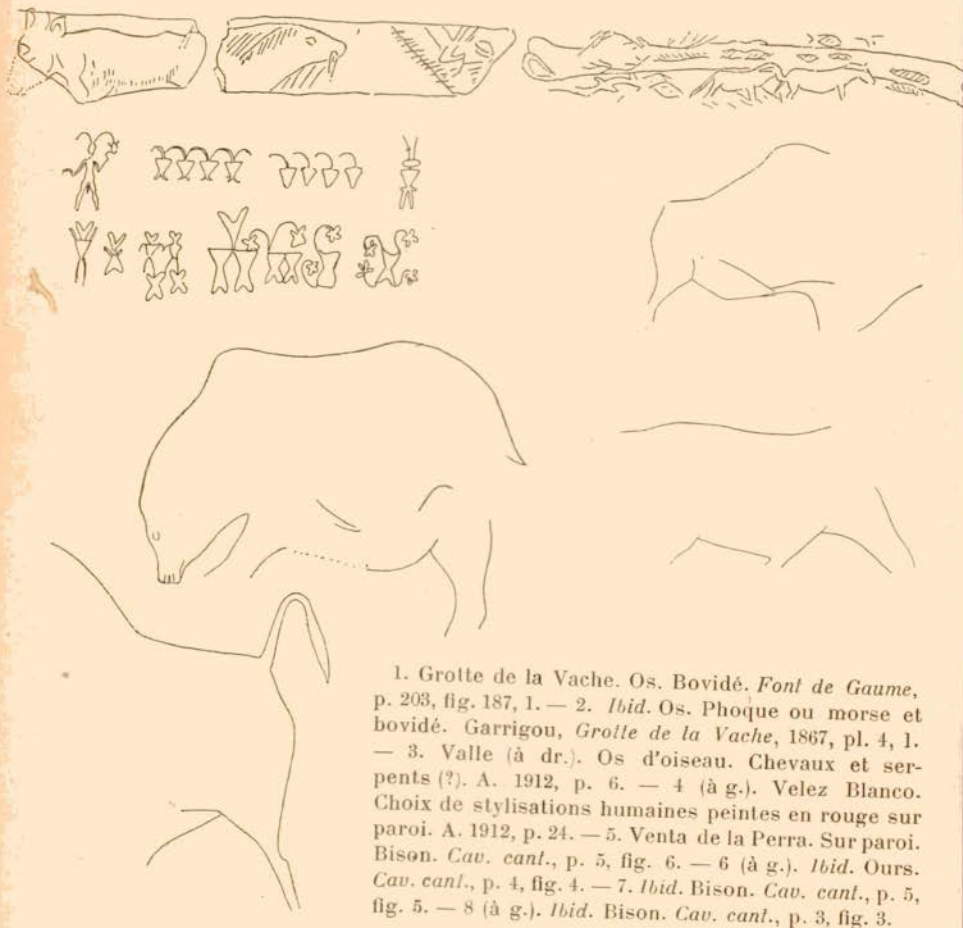 1. Grotte de la Vache. Os. Bovidé. Font de Gaume,
p. 203, fig. 187, 1. — 2. Ibid. Os. Phoque ou morse et
bovidé. Garrigou, Grotte de la Vache, 1867, pl. 4, 1.
— 3. Valle (à dr.). Os d'oiseau. Chevaux et ser-
pents (?). A. 1912, p. 6. — 4 (à g.). Velez Blanco.
Choix de stylisations humaines peintes en rouge sur
paroi. A. 1912, p. 24. — 5. Venta de la Perra. Sur paroi.
Bison. Cav. cant., p. 5, fig. 6. — 6 (à g.). Ibid. Ours.
Cav. cant., p. 4, fig. 4. — 7. Ibid. Bison. Cav. cant., p. 5,
fig. 5. — 8 (à g.). Ibid. Bison. Cav. cant., p. 3, fig. 3.